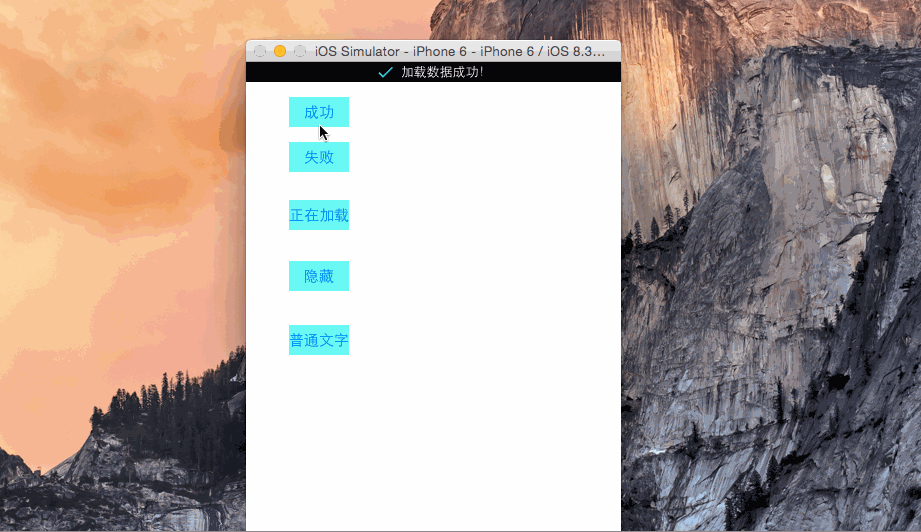 iOS Simulator - iPhone 6 - iPhone 6 / iOS 8.3...
加载数据成功!
成功
失败
正在加载
隐藏
普通文字